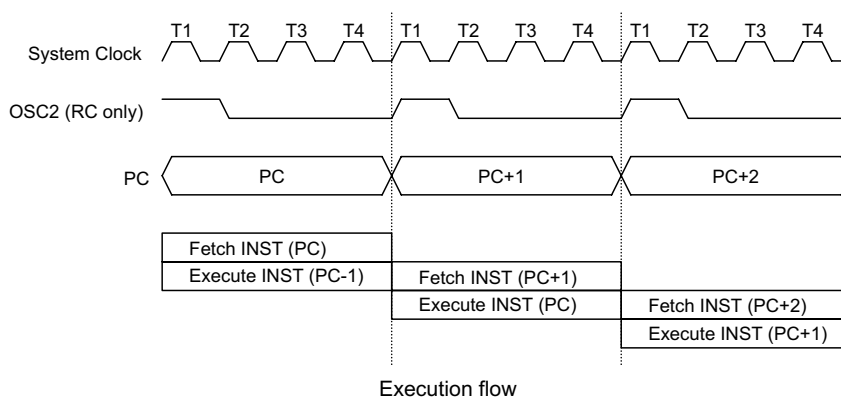 T1 T2 T3 T4 T1 T2 T3 T4 T1 T2 T3 T4
System Clock
OSC2 (RC only)
PC PC PC+1 PC+2
Fetch INST (PC)
Execute INST (PC-1) Fetch INST (PC+1)
Execute INST (PC) Fetch INST (PC+2)
Execute INST (PC+1)
Execution flow